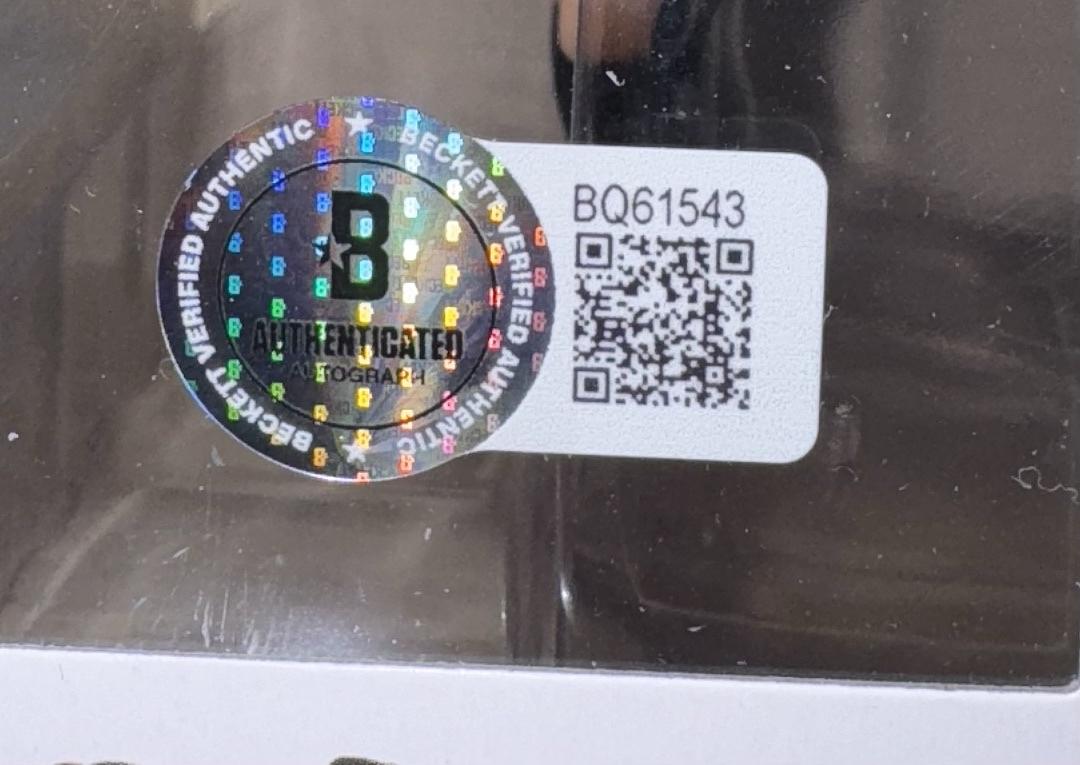 BECKETT VERIFIED AUTHENTIC
BECKETT VERIFIED AUTHENTIC
B
AUTHENTICATED
AUTOGRAPH
BQ61543